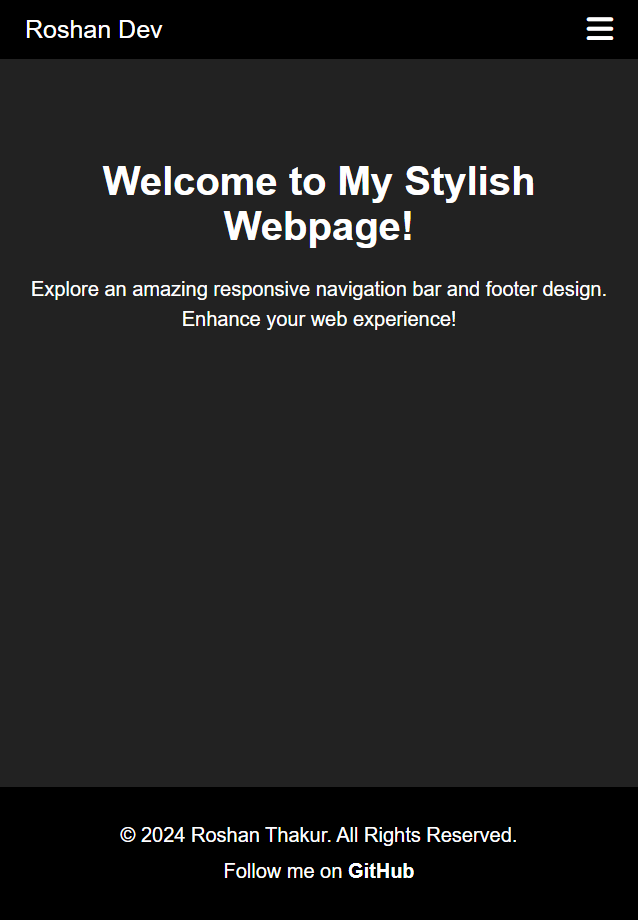 Roshan Dev
Welcome to My Stylish
Webpage!
Explore an amazing responsive navigation bar and footer design.
Enhance your web experience!
© 2024 Roshan Thakur. All Rights Reserved.
Follow me on GitHub